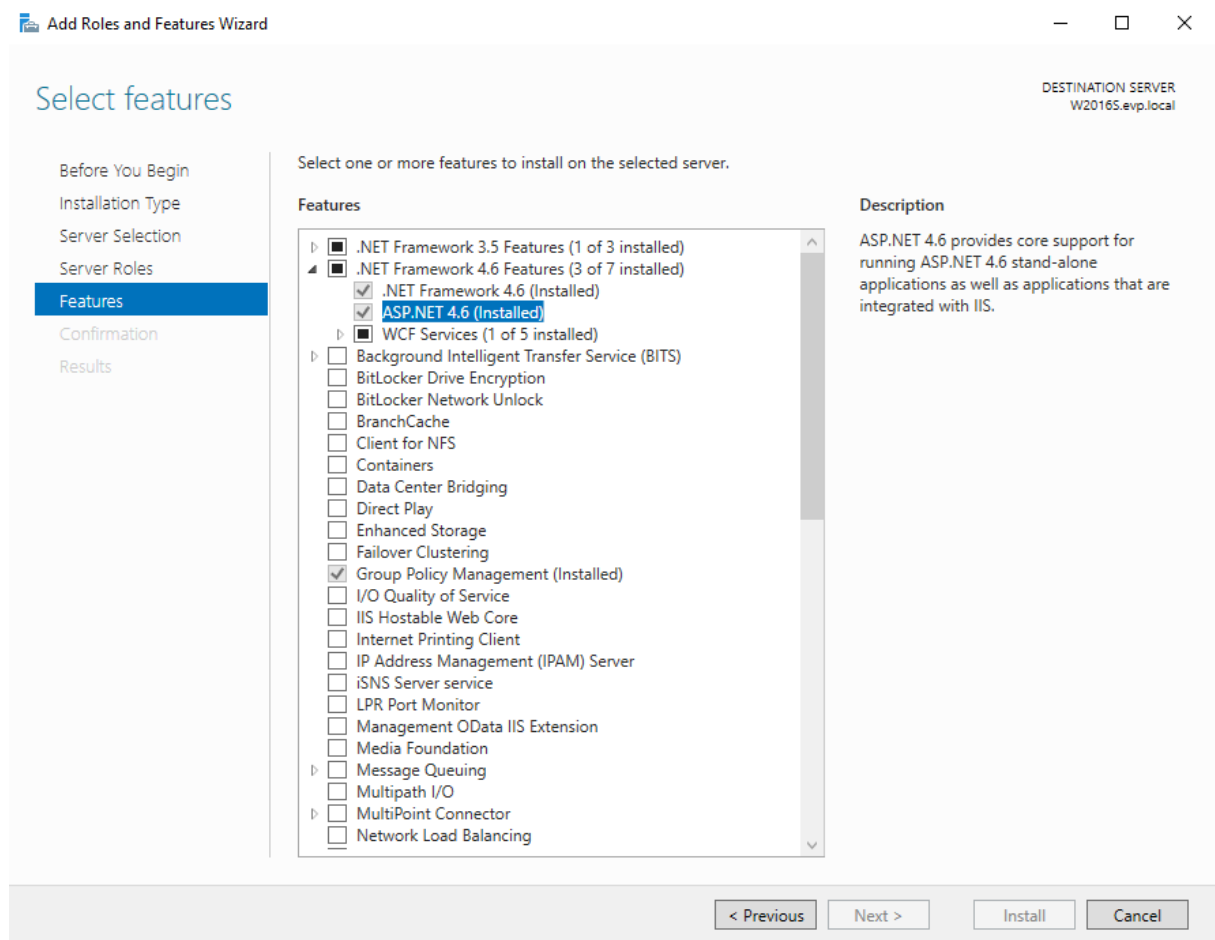 Add Roles and Features Wizard
Select features
DESTINATION SERVER
W2016S.evp.local
Before You Begin
Installation Type
Server Selection
Server Roles
Features
Confirmation
Results
Select one or more features to install on the selected server.
Features
.NET Framework 3.5 Features (1 of 3 installed)
.NET Framework 4.6 Features (3 of 7 installed)
.NET Framework 4.6 (Installed)
ASP.NET 4.6 (Installed)
WCF Services (1 of 5 installed)
Background Intelligent Transfer Service (BITS)
BitLocker Drive Encryption
BitLocker Network Unlock
BranchCache
Client for NFS
Containers
Data Center Bridging
Direct Play
Enhanced Storage
Failover Clustering
Group Policy Management (Installed)
I/O Quality of Service
IIS Hostable Web Core
Internet Printing Client
IP Address Management (IPAM) Server
iSNS Server service
LPR Port Monitor
Management OData IIS Extension
Media Foundation
Message Queuing
Multipath I/O
MultiPoint Connector
Network Load Balancing
Description
ASP.NET 4.6 provides core support for
running ASP.NET 4.6 stand-alone
applications as well as applications that are
integrated with IIS.
< Previous
Next >
Install
Cancel